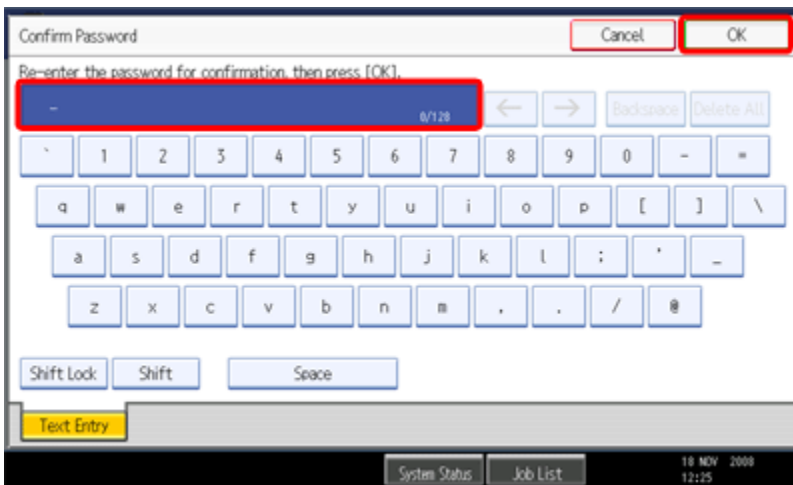 Confirm Password Cancel OK
Re-enter the password for confirmation, then press [OK].
_ 0/128 ← → Backspace Delete All
` 1 2 3 4 5 6 7 8 9 0 - =
q w e r t y u i o p [ ] \
a s d f g h j k l ; ' _
z x c v b n m , . / @
Shift Lock Shift Space
Text Entry
System Status Job List 18 NOV 2008
12:25